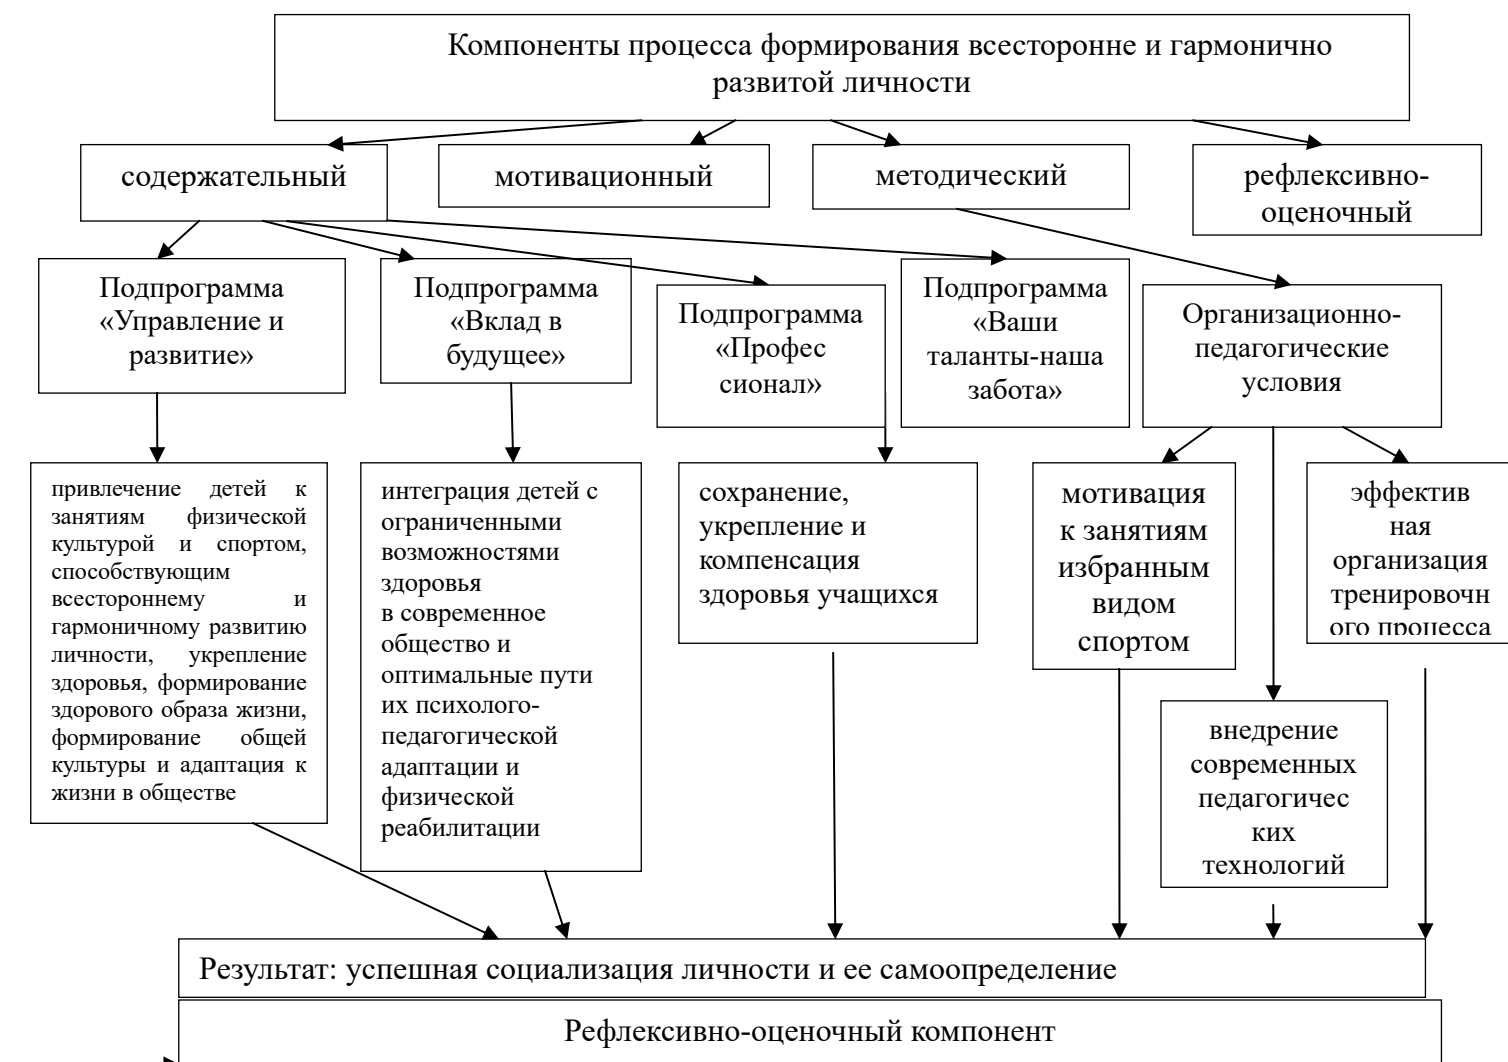 Компоненты процесса формирования всесторонне и гармонично
развитой личности
содержательный
мотивационный
методический
рефлексивно-
оценочный
Подпрограмма
«Управление и
развитие»
Подпрограмма
«Вклад в
будущее»
Подпрограмма
«Профес
сионал»
Подпрограмма
«Ваши
таланты-наша
забота»
Организационно-
педагогические
условия
привлечение детей к
занятиям физической
культурой и спортом,
способствующим
всестороннему и
гармоничному развитию
личности, укрепление
здоровья, формирование
здорового образа жизни,
формирование общей
культуры и адаптация к
жизни в обществе
интеграция детей с
ограниченными
возможностями
здоровья
в современное
общество и
оптимальные пути
их психолого-
педагогической
адаптации и
физической
реабилитации
сохранение,
укрепление и
компенсация
здоровья учащихся
мотивация
к занятиям
избранным
видом
спортом
эффектив
ная
организация
тренировочн
ого процесса
внедрение
современных
педагогичес
ких
технологий
Результат: успешная социализация личности и ее самоопределение
Рефлексивно-оценочный компонент